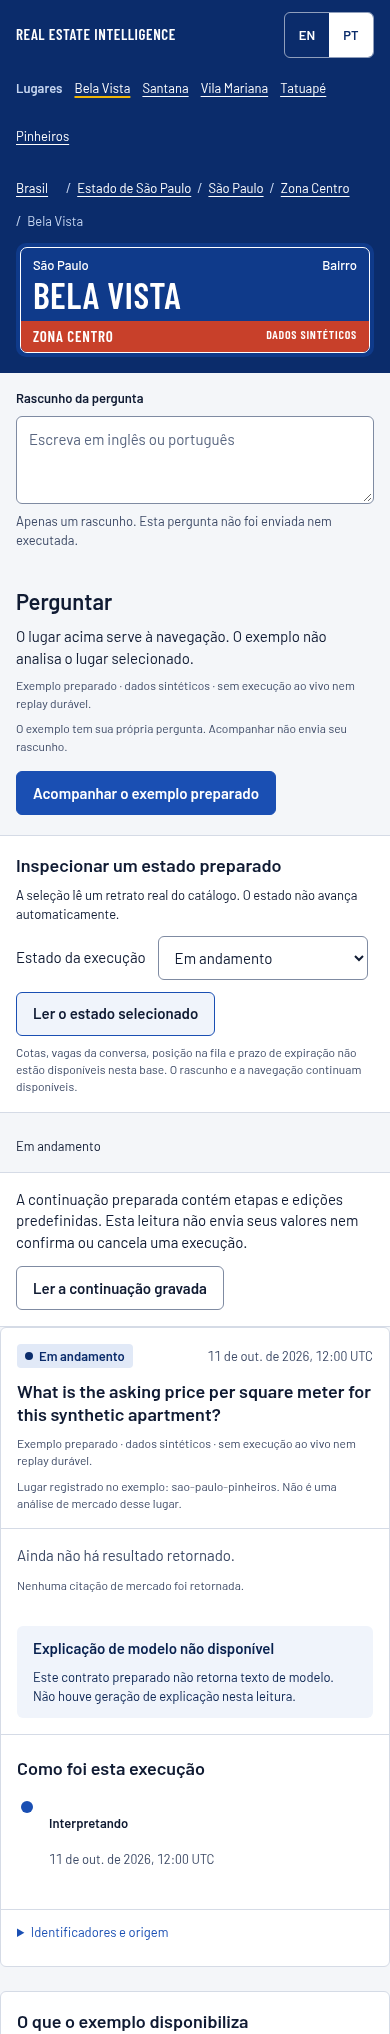 REAL ESTATE INTELLIGENCE
EN PT
Lugares Bela Vista Santana Vila Mariana Tatuapé
Pinheiros
Brasil / Estado de São Paulo / São Paulo / Zona Centro
/ Bela Vista
São Paulo Bairro
BELA VISTA
ZONA CENTRO DADOS SINTÉTICOS
Rascunho da pergunta
Escreva em inglês ou português
Apenas um rascunho. Esta pergunta não foi enviada nem
executada.
Perguntar
O lugar acima serve à navegação. O exemplo não
analisa o lugar selecionado.
Exemplo preparado · dados sintéticos · sem execução ao vivo nem
replay durável.
O exemplo tem sua própria pergunta. Acompanhar não envia seu
rascunho.
Acompanhar o exemplo preparado
Inspecionar um estado preparado
A seleção lê um retrato real do catálogo. O estado não avança
automaticamente.
Estado da execução Em andamento
Ler o estado selecionado
Cotas, vagas da conversa, posição na fila e prazo de expiração não
estão disponíveis nesta base. O rascunho e a navegação continuam
disponíveis.
Em andamento
A continuação preparada contém etapas e edições
predefinidas. Esta leitura não envia seus valores nem
confirma ou cancela uma execução.
Ler a continuação gravada
Em andamento 11 de out. de 2026, 12:00 UTC
What is the asking price per square meter for
this synthetic apartment?
Exemplo preparado · dados sintéticos · sem execução ao vivo nem
replay durável.
Lugar registrado no exemplo: sao-paulo-pinheiros. Não é uma
análise de mercado desse lugar.
Ainda não há resultado retornado.
Nenhuma citação de mercado foi retornada.
Explicação de modelo não disponível
Este contrato preparado não retorna texto de modelo.
Não houve geração de explicação nesta leitura.
Como foi esta execução
Interpretando
11 de out. de 2026, 12:00 UTC
Identificadores e origem
O que o exemplo disponibiliza